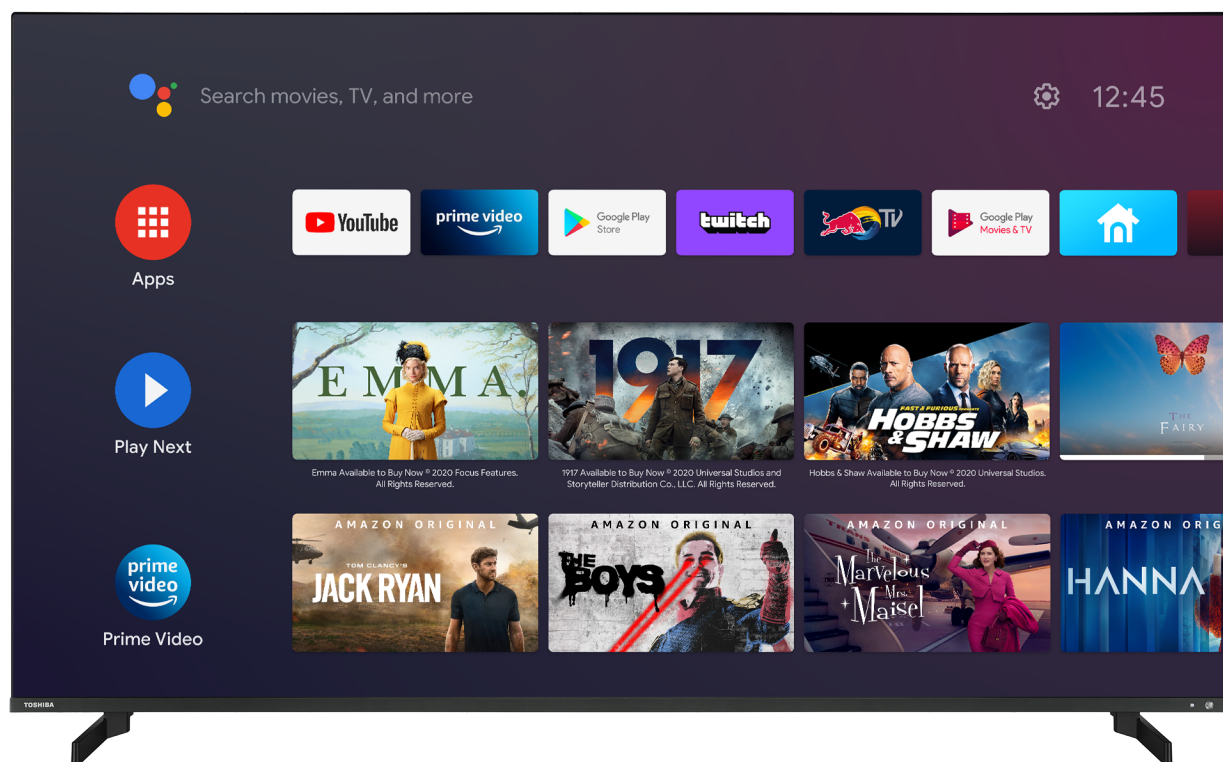 Search movies, TV, and more
12:45
Apps
YouTube
prime video
Google Play
Store
twitch
TV
Google Play
Movies & TV
Play Next
EMMA.
1917
FAST & FURIOUS PRESENTS
HOBBS
& SHAW
THE
FAIRY
Emma Available to Buy Now © 2020 Focus Features.
All Rights Reserved.
1917 Available to Buy Now © 2020 Universal Studios and
Storyteller Distribution Co., LLC. All Rights Reserved.
Hobbs & Shaw Available to Buy Now © 2020 Universal Studios.
All Rights Reserved.
prime
video
Prime Video
AMAZON ORIGINAL
TOM CLANCY'S
JACK RYAN
AMAZON ORIGINAL
THE
BOYS
AMAZON ORIGINAL
The
Marvelous
Mrs.
Maisel
AMAZON ORIG
HANNA
TOSHIBA